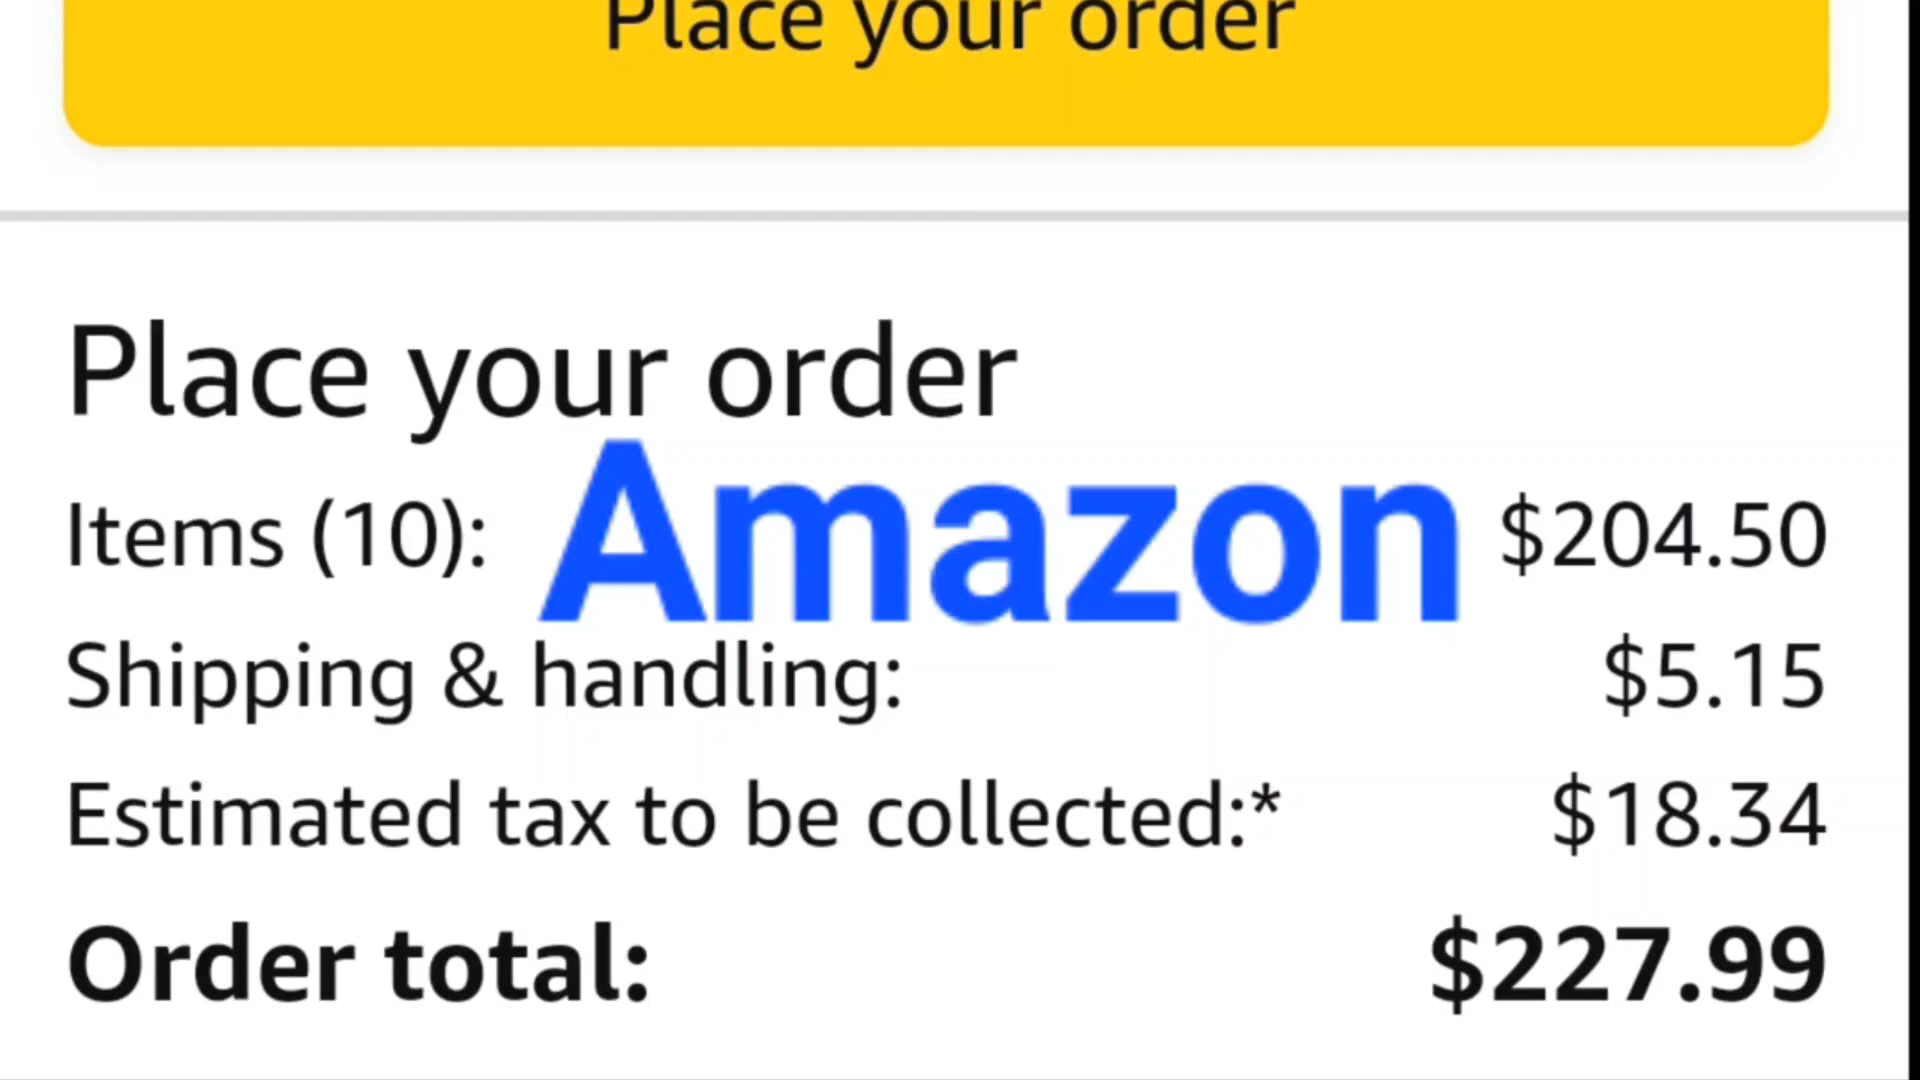 Place your order
Place your order
Amazon
Items (10): $204.50
Shipping & handling: $5.15
Estimated tax to be collected:* $18.34
Order total: $227.99